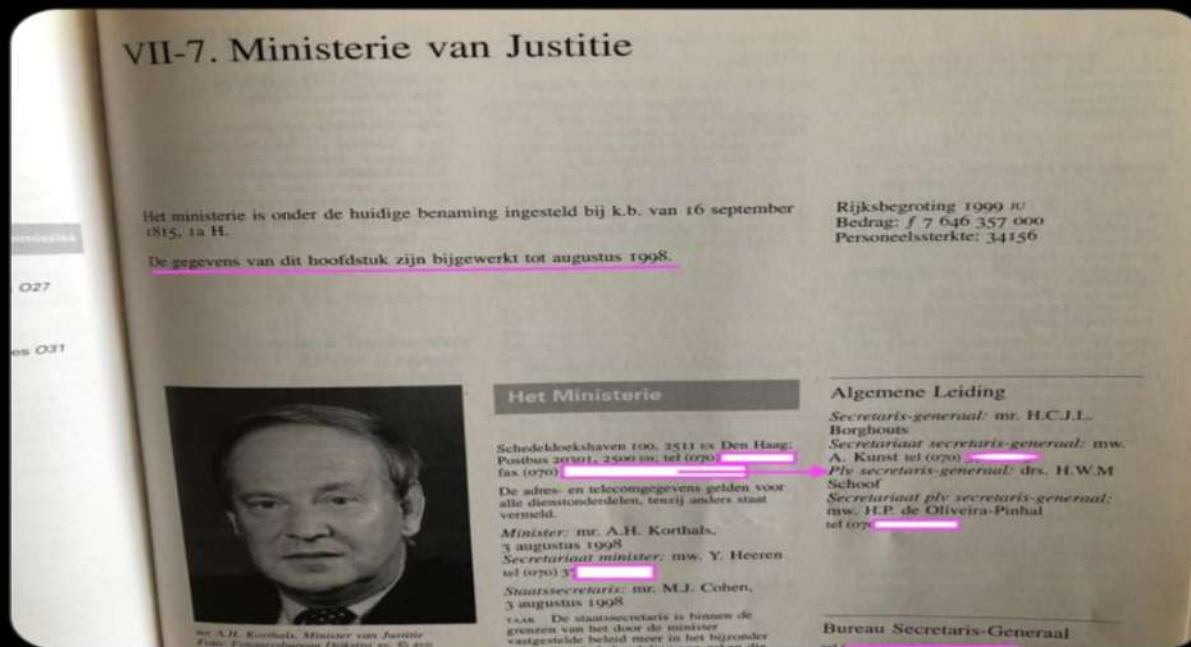 VII-7. Ministerie van Justitie
Het ministerie is onder de huidige benaming ingesteld bij k.b. van 16 september
1815, 1a H.
De gegevens van dit hoofdstuk zijn bijgewerkt tot augustus 1998.
Rijksbegroting 1999 IU
Bedrag: ƒ 7 646 357 000
Personeelssterkte: 34156
O27
es O31
mr. A.H. Korthals, Minister van Justitie
Het Ministerie
Schedeldoekshaven 100, 2511 EX Den Haag;
Postbus 20301, 2500 EH; tel (070)
fax (070)
De adres- en telecomgegevens gelden voor
alle dienstonderdelen, tenzij anders staat
vermeld.
Minister: mr. A.H. Korthals,
3 augustus 1998
Secretariaat minister: mw. Y. Heeren
tel (070) 3
Staatssecretaris: mr. M.J. Cohen,
3 augustus 1998
TAAK De staatssecretaris is binnen de
grenzen van het door de minister
vastgestelde beleid meer in het bijzonder
Algemene Leiding
Secretaris-generaal: mr. H.C.J.L.
Borghouts
Secretariaat secretaris-generaal: mw.
A. Kunst tel (070)
Plv secretaris-generaal: drs. H.W.M
Schoof
Secretariaat plv secretaris-generaal:
mw. H.P. de Oliveira-Pinhal
tel (070
Bureau Secretaris-Generaal